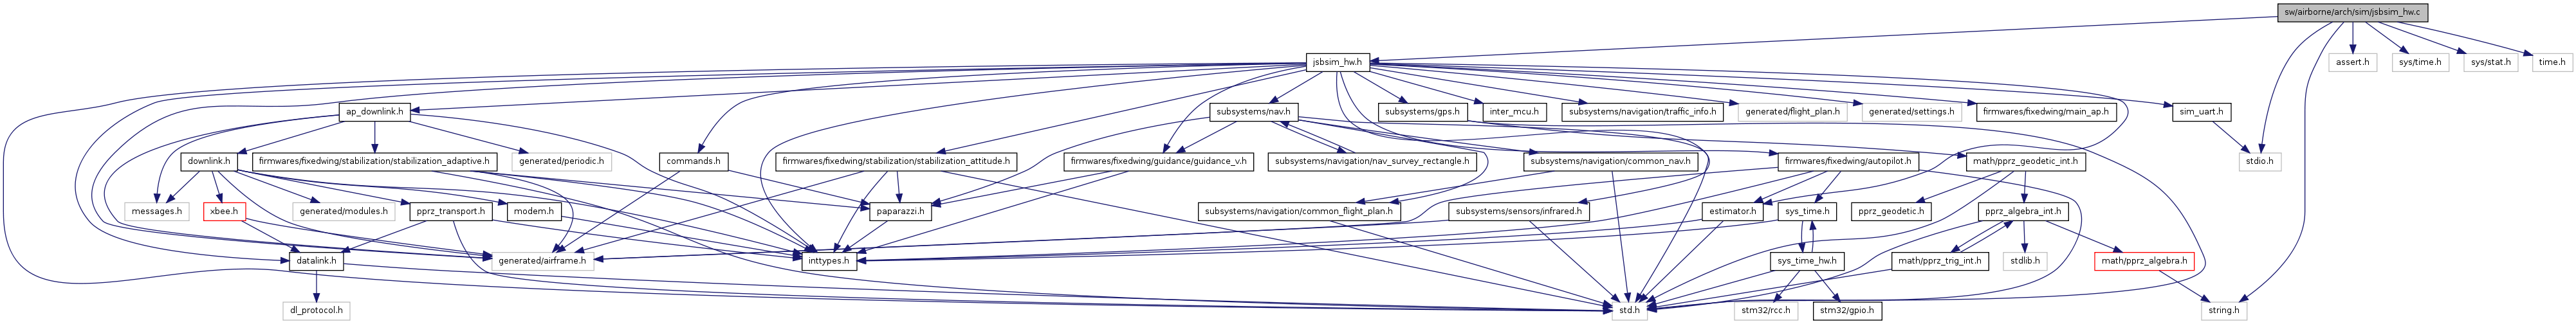 sw/airborne/arch/sim/jsbsim_hw.c
jsbsim_hw.h
assert.h
sys/time.h
sys/stat.h
time.h
ap_downlink.h
subsystems/nav.h
subsystems/gps.h
inter_mcu.h
subsystems/navigation/traffic_info.h
generated/flight_plan.h
generated/settings.h
firmwares/fixedwing/main_ap.h
sim_uart.h
downlink.h
firmwares/fixedwing/stabilization/stabilization_adaptive.h
generated/periodic.h
commands.h
firmwares/fixedwing/stabilization/stabilization_attitude.h
firmwares/fixedwing/guidance/guidance_v.h
subsystems/navigation/nav_survey_rectangle.h
subsystems/navigation/common_nav.h
firmwares/fixedwing/autopilot.h
math/pprz_geodetic_int.h
stdio.h
messages.h
xbee.h
generated/modules.h
pprz_transport.h
modem.h
paparazzi.h
subsystems/navigation/common_flight_plan.h
subsystems/sensors/infrared.h
estimator.h
sys_time.h
pprz_geodetic.h
pprz_algebra_int.h
datalink.h
generated/airframe.h
inttypes.h
sys_time_hw.h
math/pprz_trig_int.h
stdlib.h
math/pprz_algebra.h
dl_protocol.h
std.h
stm32/rcc.h
stm32/gpio.h
string.h